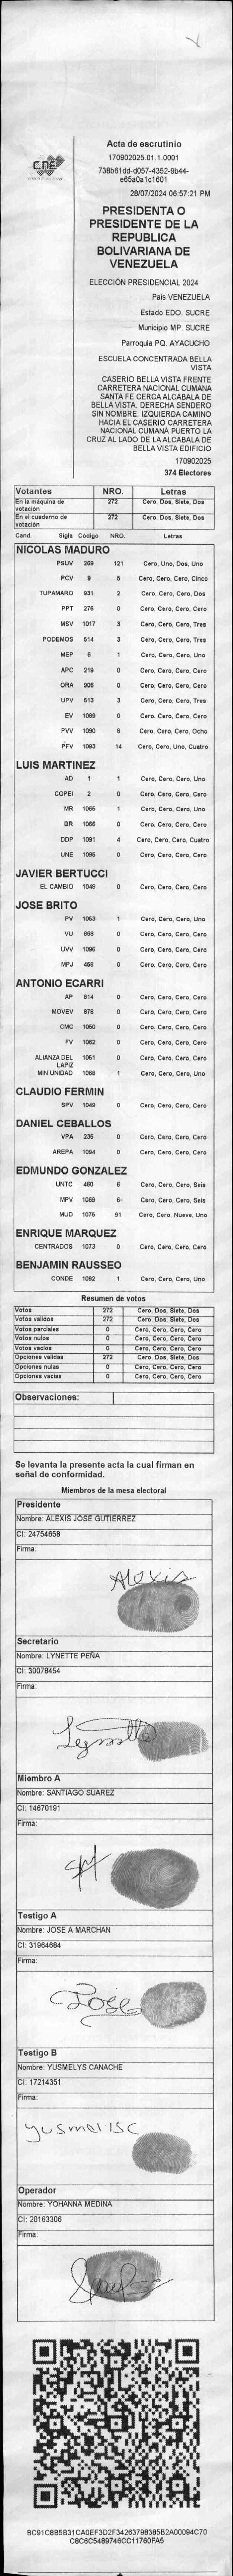 CNE
Acta de escrutinio
170902025.01.1.0001
738b61dd-d057-4352-9b44-
e65a0a1c1601
28/07/2024 06:57:21 PM
PRESIDENTA O
PRESIDENTE DE LA
REPUBLICA
BOLIVARIANA DE
VENEZUELA
ELECCIÓN PRESIDENCIAL 2024
Pais VENEZUELA
Estado EDO. SUCRE
Municipio MP. SUCRE
Parroquia PQ. AYACUCHO
ESCUELA CONCENTRADA BELLA
VISTA
CASERIO BELLA VISTA FRENTE
CARRETERA NACIONAL CUMANA
SANTA FE CERCA ALCABALA DE
BELLA VISTA. DERECHA SENDERO
SIN NOMBRE. IZQUIERDA CAMINO
HACIA EL CASERIO CARRETERA
NACIONAL CUMANÁ PUERTO LA
CRUZ AL LADO DE LA ALCABALA DE
BELLA VISTA EDIFICIO
170902025
374 Electores
Votantes NRO. Letras
En la máquina de votación 272 Cero, Dos, Siete, Dos
En el cuaderno de votación 272 Cero, Dos, Siete, Dos
Cand. Sigla Código NRO. Letras
NICOLAS MADURO
PSUV 269 121 Cero, Uno, Dos, Uno
PCV 9 5 Cero, Cero, Cero, Cinco
TUPAMARO 931 2 Cero, Cero, Cero, Dos
PPT 276 0 Cero, Cero, Cero, Cero
MSV 1017 3 Cero, Cero, Cero, Tres
PODEMOS 514 3 Cero, Cero, Cero, Tres
MEP 6 1 Cero, Cero, Cero, Uno
APC 219 0 Cero, Cero, Cero, Cero
ORA 906 0 Cero, Cero, Cero, Cero
UPV 513 3 Cero, Cero, Cero, Tres
EV 1089 0 Cero, Cero, Cero, Cero
PVV 1090 8 Cero, Cero, Cero, Ocho
PFV 1093 14 Cero, Cero, Uno, Cuatro
LUIS MARTINEZ
AD 1 1 Cero, Cero, Cero, Uno
COPEI 2 0 Cero, Cero, Cero, Cero
MR 1065 1 Cero, Cero, Cero, Uno
BR 1066 0 Cero, Cero, Cero, Cero
DDP 1091 4 Cero, Cero, Cero, Cuatro
UNE 1095 0 Cero, Cero, Cero, Cero
JAVIER BERTUCCI
EL CAMBIO 1048 0 Cero, Cero, Cero, Cero
JOSE BRITO
PV 1053 1 Cero, Cero, Cero, Uno
VU 868 0 Cero, Cero, Cero, Cero
UVV 1096 0 Cero, Cero, Cero, Cero
MPJ 468 0 Cero, Cero, Cero, Cero
ANTONIO ECARRI
AP 814 0 Cero, Cero, Cero, Cero
MOVEV 878 0 Cero, Cero, Cero, Cero
CMC 1050 0 Cero, Cero, Cero, Cero
FV 1062 0 Cero, Cero, Cero, Cero
ALIANZA DEL LAPIZ 1051 0 Cero, Cero, Cero, Cero
MIN UNIDAD 1068 1 Cero, Cero, Cero, Uno
CLAUDIO FERMIN
SPV 1049 0 Cero, Cero, Cero, Cero
DANIEL CEBALLOS
VPA 235 0 Cero, Cero, Cero, Cero
AREPA 1094 0 Cero, Cero, Cero, Cero
EDMUNDO GONZALEZ
UNTC 460 6 Cero, Cero, Cero, Seis
MPV 1069 6 Cero, Cero, Cero, Seis
MUD 1075 91 Cero, Cero, Nueve, Uno
ENRIQUE MARQUEZ
CENTRADOS 1073 0 Cero, Cero, Cero, Cero
BENJAMIN RAUSSEO
CONDE 1092 1 Cero, Cero, Cero, Uno
Resumen de votos
Votos 272 Cero, Dos, Siete, Dos
Votos validos 272 Cero, Dos, Siete, Dos
Votos parciales 0 Cero, Cero, Cero, Cero
Votos nulos 0 Cero, Cero, Cero, Cero
Votos vacios 0 Cero, Cero, Cero, Cero
Opciones validas 272 Cero, Dos, Siete, Dos
Opciones nulas 0 Cero, Cero, Cero, Cero
Opciones vacias 0 Cero, Cero, Cero, Cero
Observaciones:
Se levanta la presente acta la cual firman en
señal de conformidad.
Miembros de la mesa electoral
Presidente
Nombre: ALEXIS JOSE GUTIERREZ
CI: 24754658
Firma:
Alexis
Secretario
Nombre: LYNETTE PEÑA
CI: 30078454
Firma:
Miembro A
Nombre: SANTIAGO SUAREZ
CI: 14670191
Firma:
Testigo A
Nombre: JOSE A MARCHAN
CI: 31964684
Firma:
Jose
Testigo B
Nombre: YUSMELYS CANACHE
CI: 17214351
Firma:
Operador
Nombre: YOHANNA MEDINA
CI: 20163306
Firma:
BC91C8B5B31CA0EF3D2F34263798385B2A00094C70
C8C6C5489746CC11760FA5